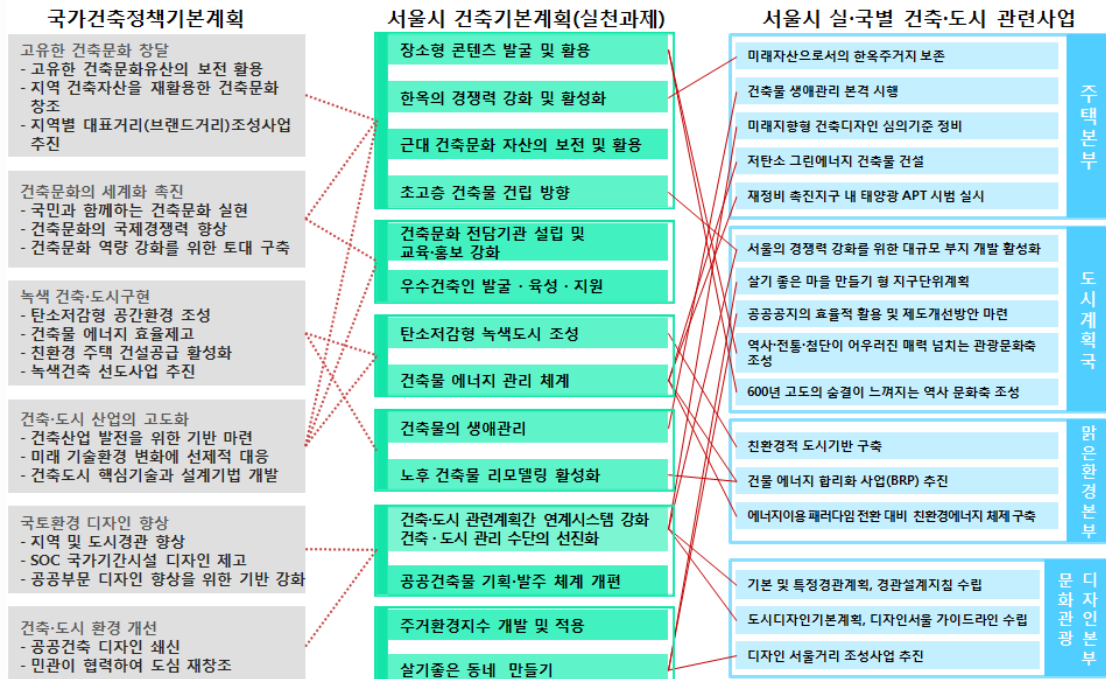 국가건축정책기본계획
고유한 건축문화 창달
- 고유한 건축문화유산의 보전 활용
- 지역 건축자산을 재활용한 건축문화
창조
- 지역별 대표거리(브랜드거리)조성사업
추진
건축문화의 세계화 촉진
- 국민과 함께하는 건축문화 실현
- 건축문화의 국제경쟁력 향상
- 건축문화 역량 강화를 위한 토대 구축
녹색 건축·도시구현
- 탄소저감형 공간환경 조성
- 건축물 에너지 효율제고
- 친환경 주택 건설공급 활성화
- 녹색건축 선도사업 추진
건축·도시 산업의 고도화
- 건축산업 발전을 위한 기반 마련
- 미래 기술환경 변화에 선제적 대응
- 건축도시 핵심기술과 설계기법 개발
국토환경 디자인 향상
- 지역 및 도시경관 향상
- SOC 국가기간시설 디자인 제고
- 공공부문 디자인 향상을 위한 기반 강화
건축·도시 환경 개선
- 공공건축 디자인 쇄신
- 민관이 협력하여 도심 재창조
서울시 건축기본계획(실천과제)
장소형 콘텐츠 발굴 및 활용
한옥의 경쟁력 강화 및 활성화
근대 건축문화 자산의 보전 및 활용
초고층 건축물 건립 방향
건축문화 전담기관 설립 및
교육·홍보 강화
우수건축인 발굴 · 육성 · 지원
탄소저감형 녹색도시 조성
건축물 에너지 관리 체계
건축물의 생애관리
노후 건축물 리모델링 활성화
건축·도시 관련계획간 연계시스템 강화
건축 · 도시 관리 수단의 선진화
공공건축물 기획·발주 체계 개편
주거환경지수 개발 및 적용
살기좋은 동네 만들기
서울시 실·국별 건축·도시 관련사업
미래자산으로서의 한옥주거지 보존
건축물 생애관리 본격 시행
미래지향형 건축디자인 심의기준 정비
저탄소 그린에너지 건축물 건설
재정비 촉진지구 내 태양광 APT 시범 실시
주택본부
서울의 경쟁력 강화를 위한 대규모 부지 개발 활성화
살기 좋은 마을 만들기 형 지구단위계획
공공공지의 효율적 활용 및 제도개선방안 마련
역사·전통·첨단이 어우러진 매력 넘치는 관광문화축
조성
600년 고도의 숨결이 느껴지는 역사 문화축 조성
도시계획국
친환경적 도시기반 구축
건물 에너지 합리화 사업(BRP) 추진
에너지이용 패러다임 전환 대비 친환경에너지 체제 구축
맑은환경본부
기본 및 특정경관계획, 경관설계지침 수립
도시디자인기본계획, 디자인서울 가이드라인 수립
디자인 서울거리 조성사업 추진
문화관광
디자인본부